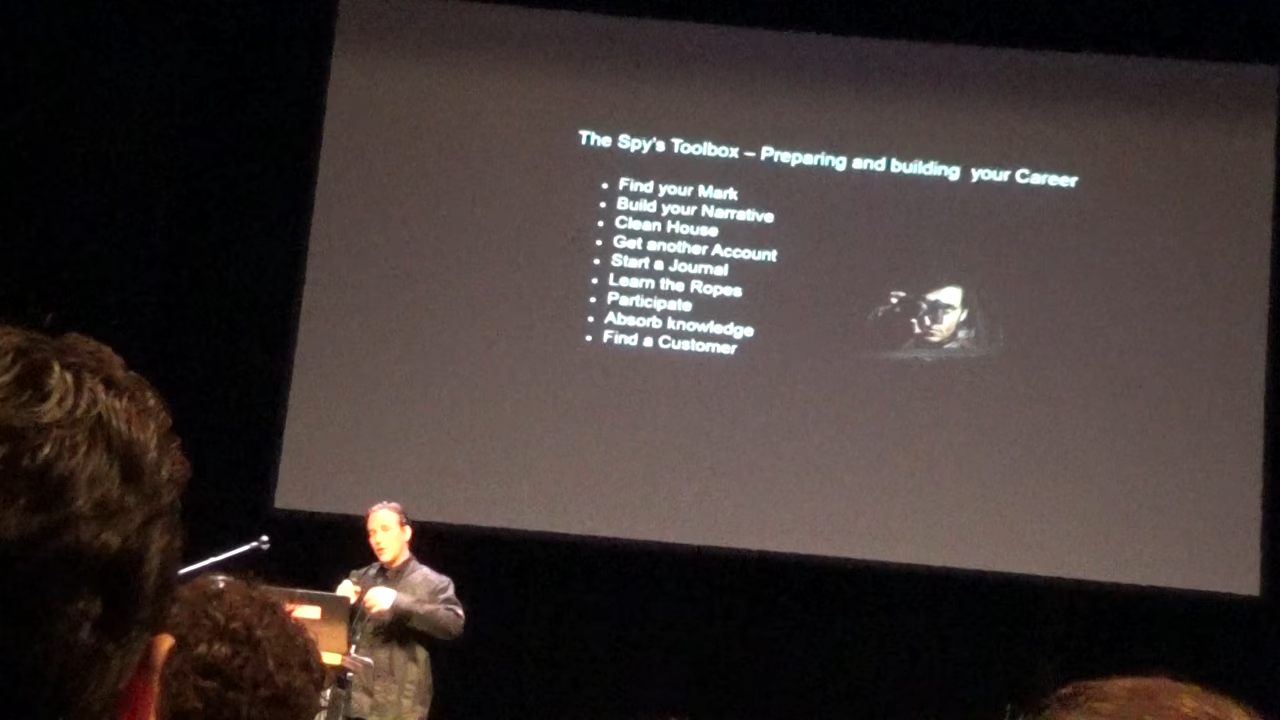 The Spy's Toolbox – Preparing and building  your Career
• Find your Mark
• Build your Narrative
• Clean House
• Get another Account
• Start a Journal
• Learn the Ropes
• Participate
• Absorb knowledge
• Find a Customer